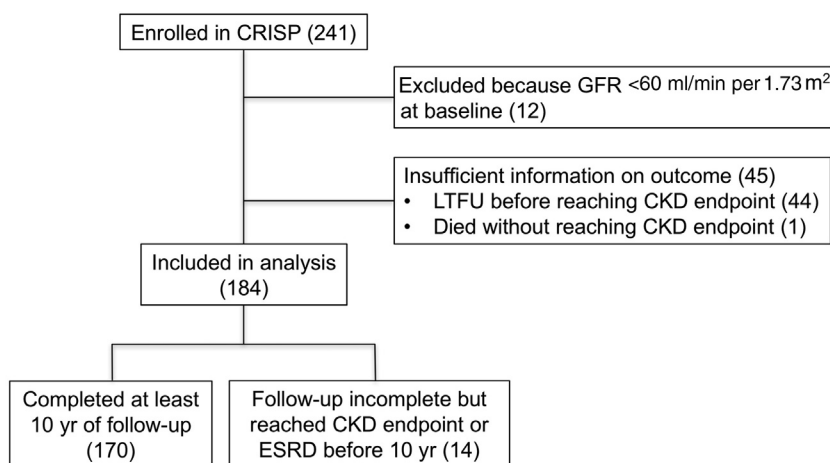 Enrolled in CRISP (241)
Excluded because GFR <60 ml/min per 1.73 m²
at baseline (12)
Insufficient information on outcome (45)
• LTFU before reaching CKD endpoint (44)
• Died without reaching CKD endpoint (1)
Included in analysis
(184)
Completed at least
10 yr of follow-up
(170)
Follow-up incomplete but
reached CKD endpoint or
ESRD before 10 yr (14)